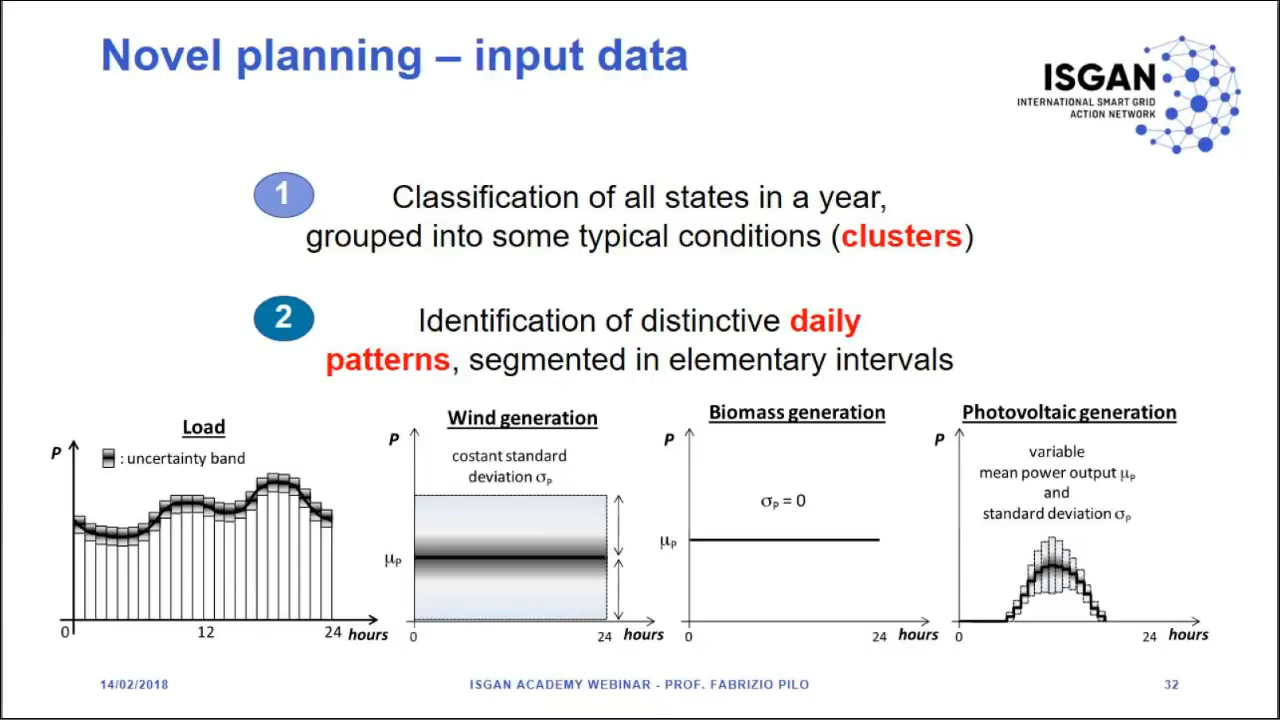 Novel planning – input data
ISGAN
INTERNATIONAL SMART GRID
ACTION NETWORK
1
Classification of all states in a year,
grouped into some typical conditions (clusters)
2
Identification of distinctive daily
patterns, segmented in elementary intervals
Load
P
: uncertainty band
0
12
24
hours
Wind generation
P
costant standard
deviation σP
μP
0
24
hours
Biomass generation
P
σP = 0
μP
0
24
hours
Photovoltaic generation
P
variable
mean power output μP
and
standard deviation σP
0
24
hours
14/02/2018
ISGAN ACADEMY WEBINAR - PROF. FABRIZIO PILO
32